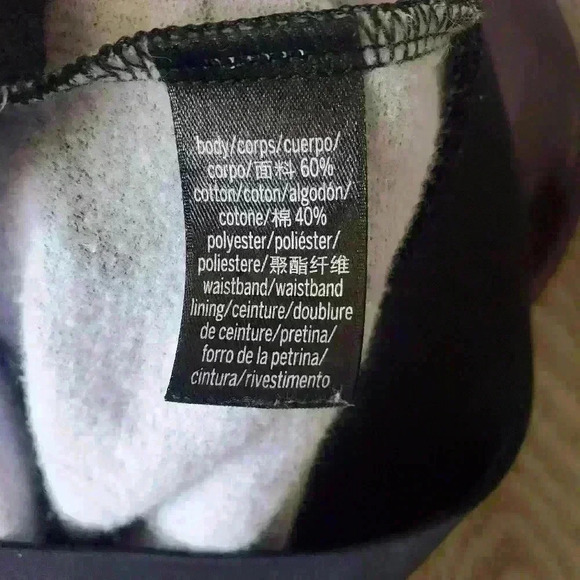 body/corps/cuerpo/
corpo/面料 60%
cotton/coton/algodón/
cotone/棉 40%
polyester/poliéster/
poliestere/聚酯纤维
waistband/waistband
lining/ceinture/doublure
de ceinture/pretina/
forro de la petrina/
cintura/rivestimento